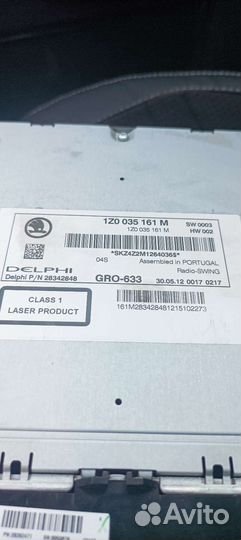 1Z0 035 161 M
SW 0003
1Z0 035 161 M
HW 002
*SKZ4Z2M1264036S*
04S
Assembled in PORTUGAL
Radio-SWING
DELPHI
Delphi P/N 28342848
GRO-633
30.05.12 0017 0217
CLASS 1
LASER PRODUCT
161M283428481215102273
Avito